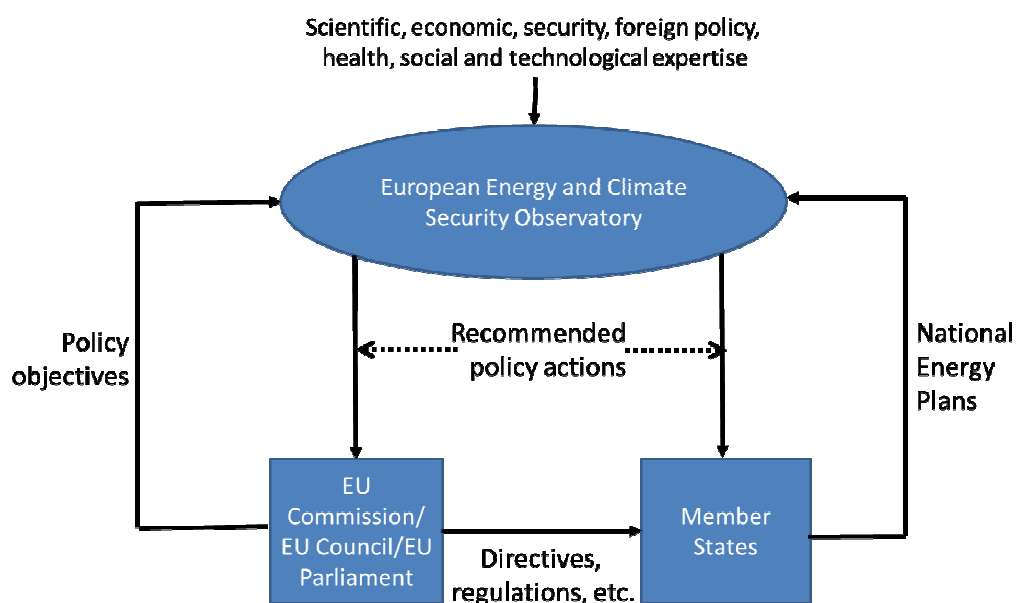 Scientific, economic, security, foreign policy,
health, social and technological expertise
European Energy and Climate
Security Observatory
Policy
objectives
Recommended
policy actions
National
Energy
Plans
EU
Commission/
EU Council/EU
Parliament
Directives,
regulations, etc.
Member
States